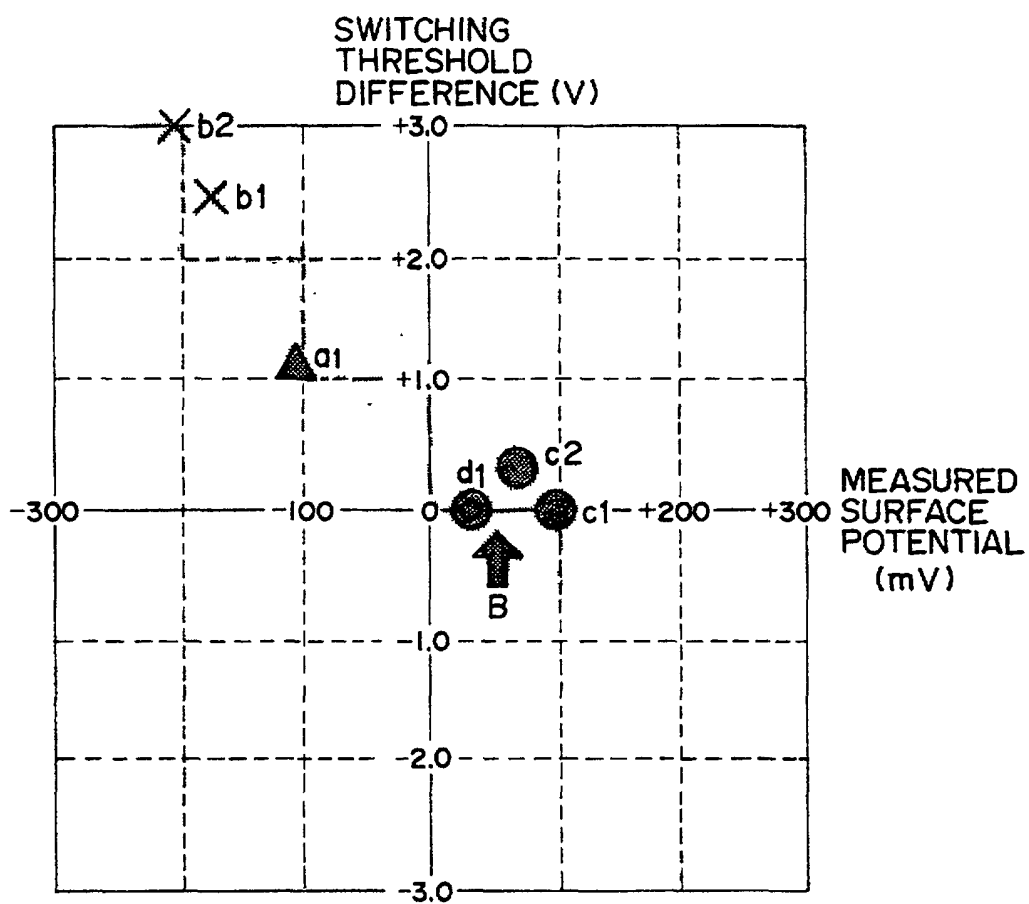 SWITCHING
THRESHOLD
DIFFERENCE (V)
b2
+3.0
b1
+2.0
a1
+1.0
c2
d1
-300
-100
0
c1
+200
+300
MEASURED
SURFACE
POTENTIAL
(mV)
B
-1.0
-2.0
-3.0